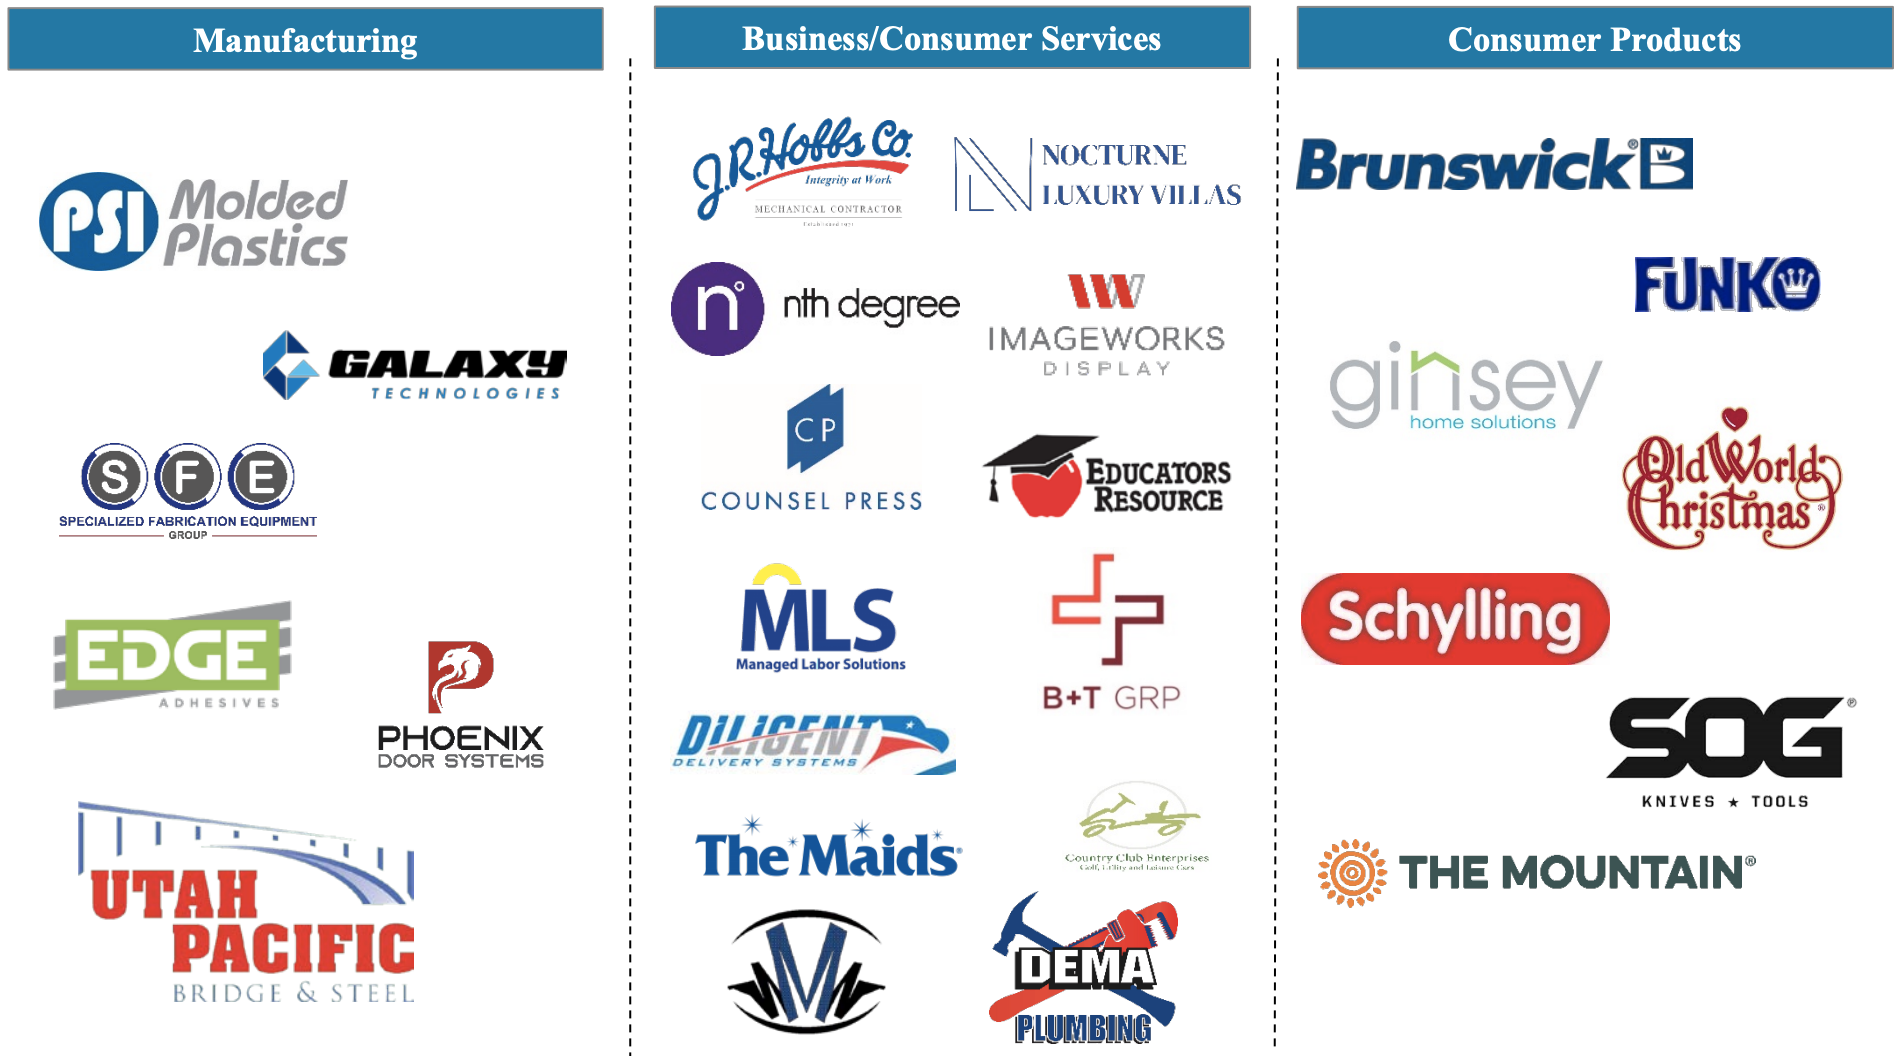 Manufacturing
PSI Molded
Plastics
GALAXY
TECHNOLOGIES
S F E
SPECIALIZED FABRICATION EQUIPMENT
GROUP
EDGE
ADHESIVES
P
PHOENIX
DOOR SYSTEMS
UTAH
PACIFIC
BRIDGE & STEEL
Business/Consumer Services
J.R. Hobbs Co.
Integrity at Work
MECHANICAL CONTRACTOR
NOCTURNE
LUXURY VILLAS
n° nth degree
IMAGEWORKS
DISPLAY
CP
COUNSEL PRESS
EDUCATORS
RESOURCE
MLS
Managed Labor Solutions
B+T GRP
DILIGENT
DELIVERY SYSTEMS
The Maids®
Country Club Enterprises
Golf, Utility and Leisure Cars
M
DEMA
PLUMBING
Consumer Products
Brunswick® B
FUNKO
ginsey
home solutions
Old World
Christmas®
Schylling
SOG®
KNIVES ★ TOOLS
THE MOUNTAIN®